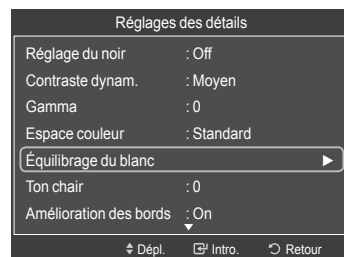 Réglages des détails
Réglage du noir : Off
Contraste dynam. : Moyen
Gamma : 0
Espace couleur : Standard
Équilibrage du blanc
Ton chair : 0
Amélioration des bords : On
Dépl. Intro. Retour